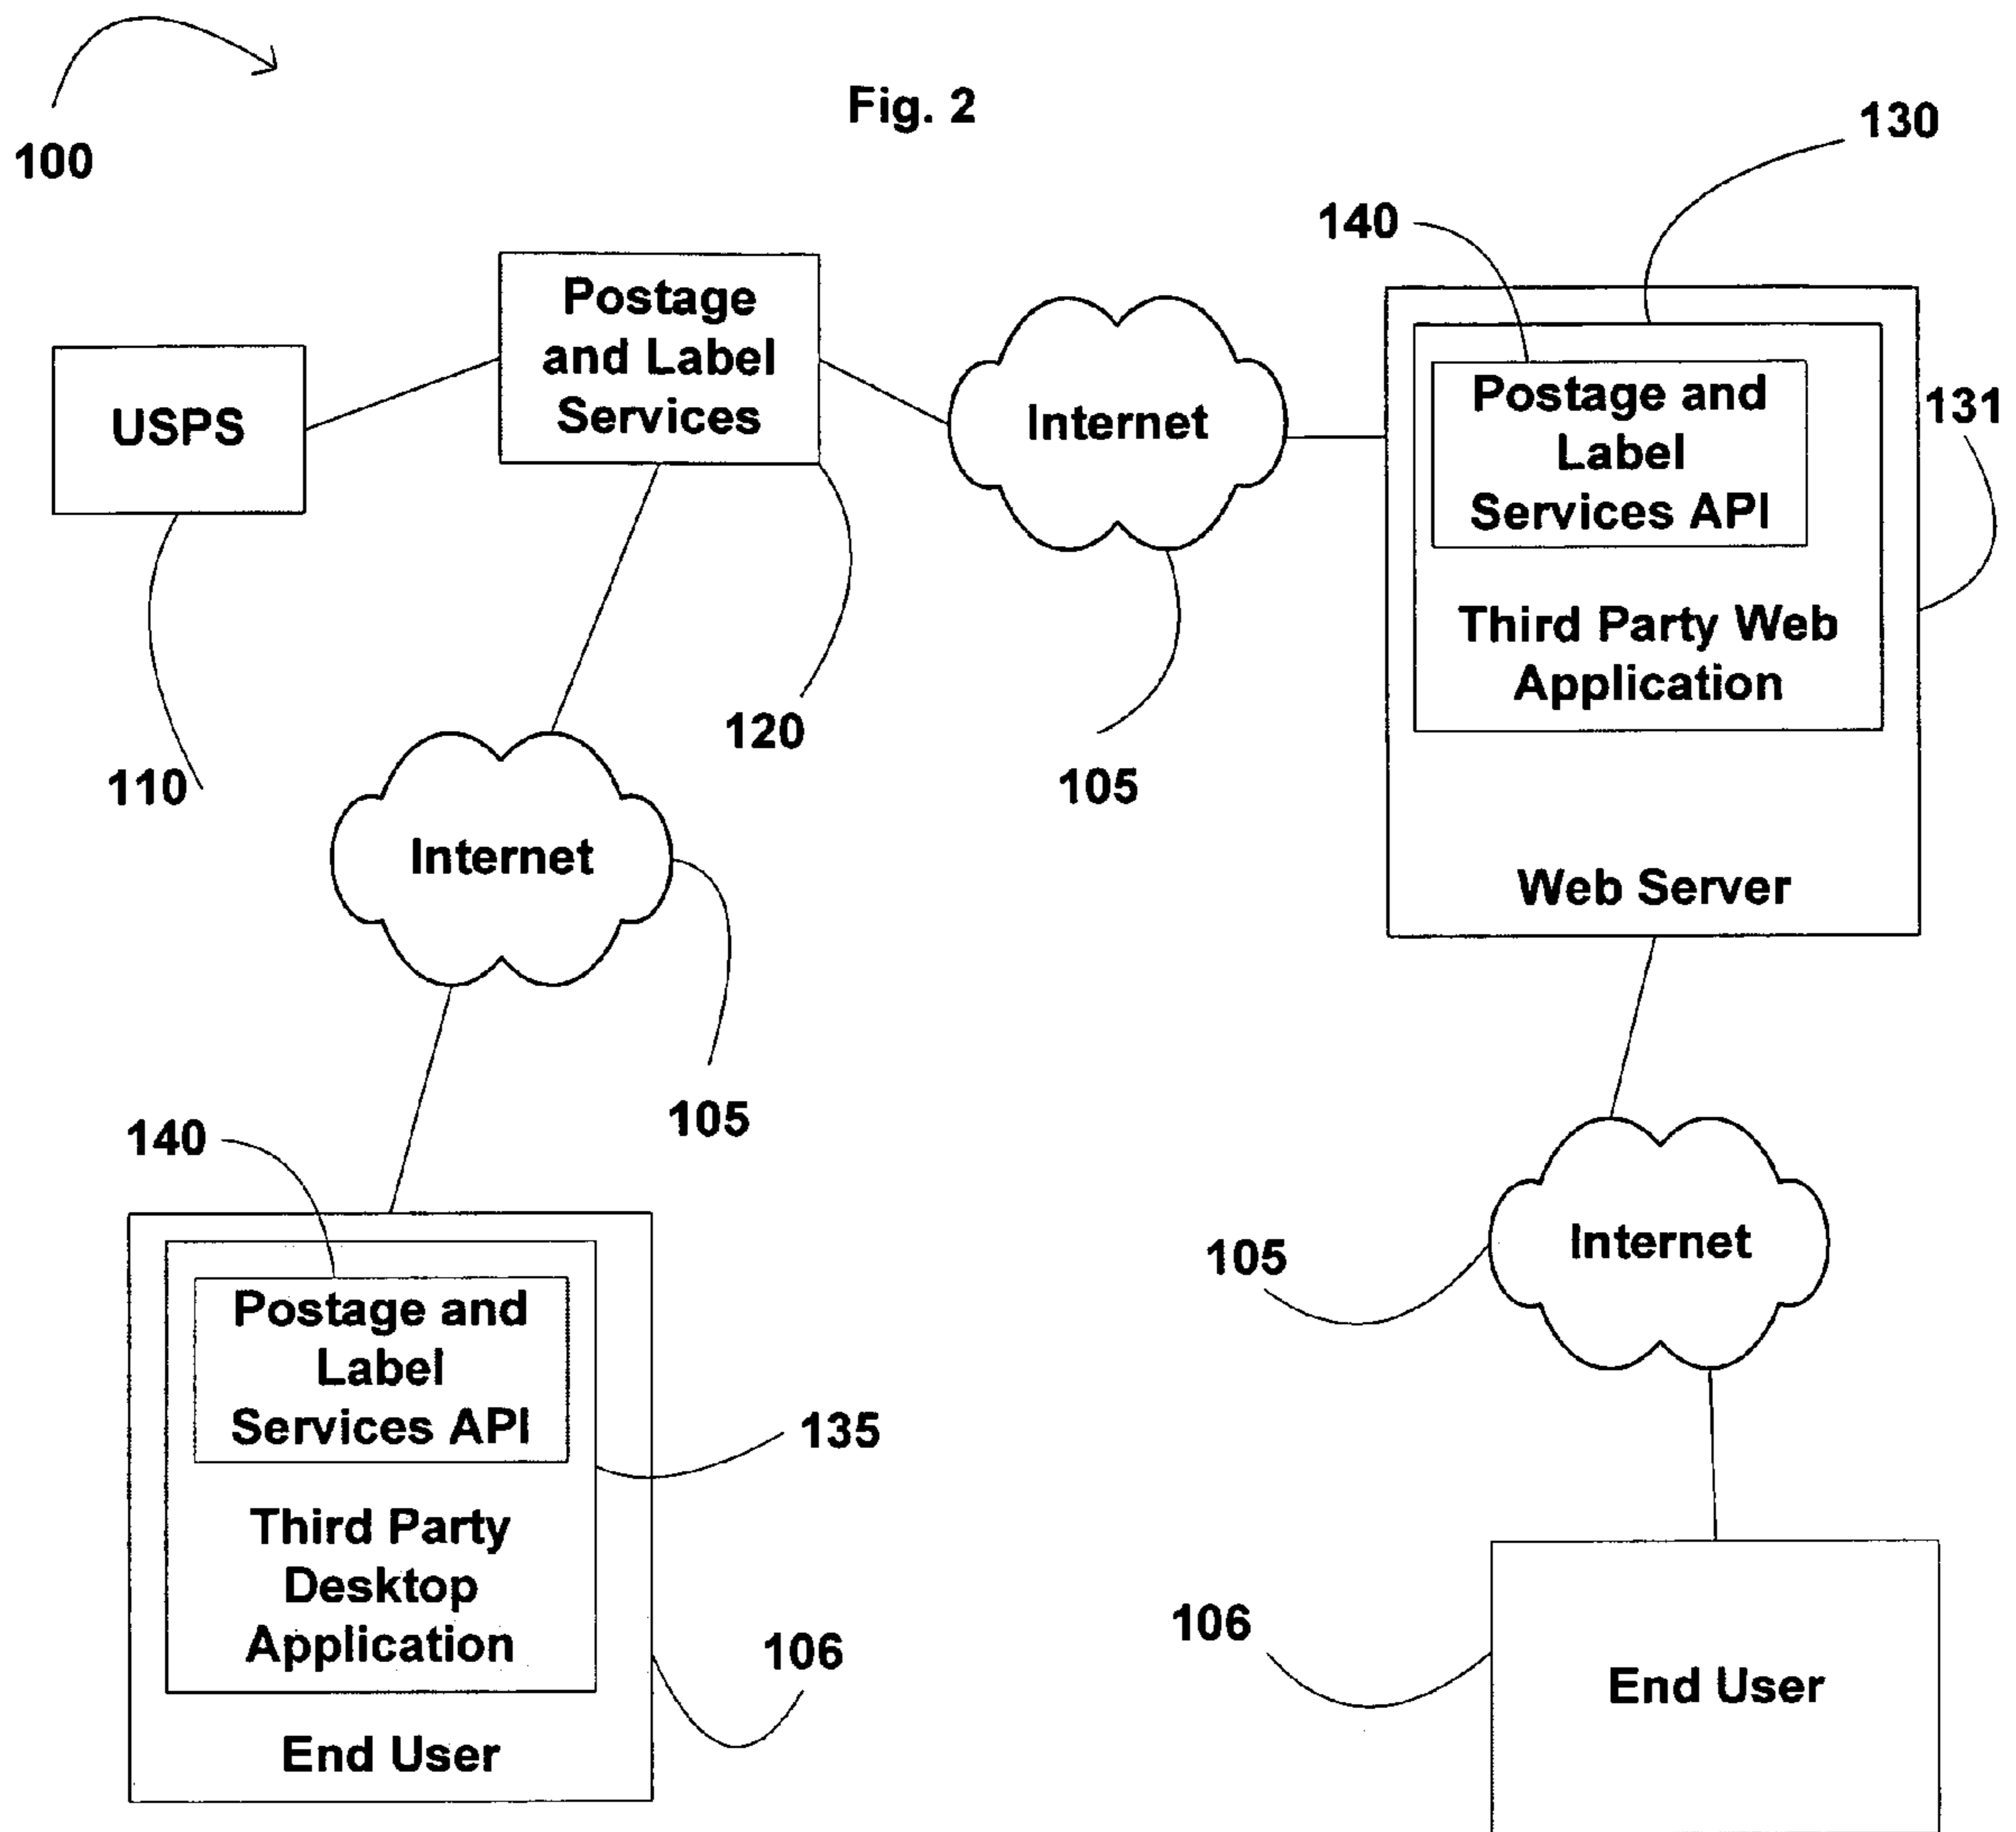 Fig. 2
100
130
140
Postage
and Label
Services
USPS
Internet
Postage and
Label
Services API
131
Third Party Web
Application
120
110
105
Internet
Web Server
105
140
Internet
105
Postage and
Label
Services API
135
Third Party
Desktop
Application
106
106
End User
End User